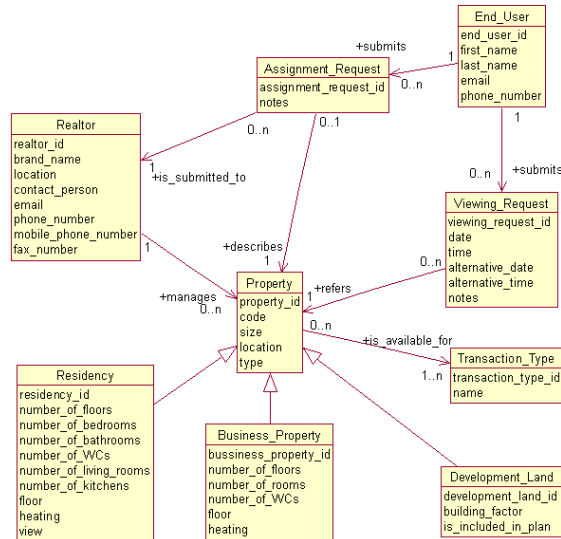 End_User
end_user_id
first_name
last_name
email
phone_number
+submits
1
0..n
Assignment_Request
assignment_request_id
notes
0..n
0..1
1
Realtor
realtor_id
brand_name
location
contact_person
email
phone_number
mobile_phone_number
fax_number
1
+is_submitted_to
0..n
+submits
Viewing_Request
viewing_request_id
date
time
alternative_date
alternative_time
notes
1
+describes
1
0..n
+manages
0..n
Property
property_id
code
size
location
type
1
+refers
0..n
+is_available_for
1..n
Transaction_Type
transaction_type_id
name
Residency
residency_id
number_of_floors
number_of_bedrooms
number_of_bathrooms
number_of_WCs
number_of_living_rooms
number_of_kitchens
floor
heating
view
Business_Property
bussiness_property_id
number_of_floors
number_of_rooms
number_of_WCs
floor
heating
Development_Land
development_land_id
building_factor
is_included_in_plan